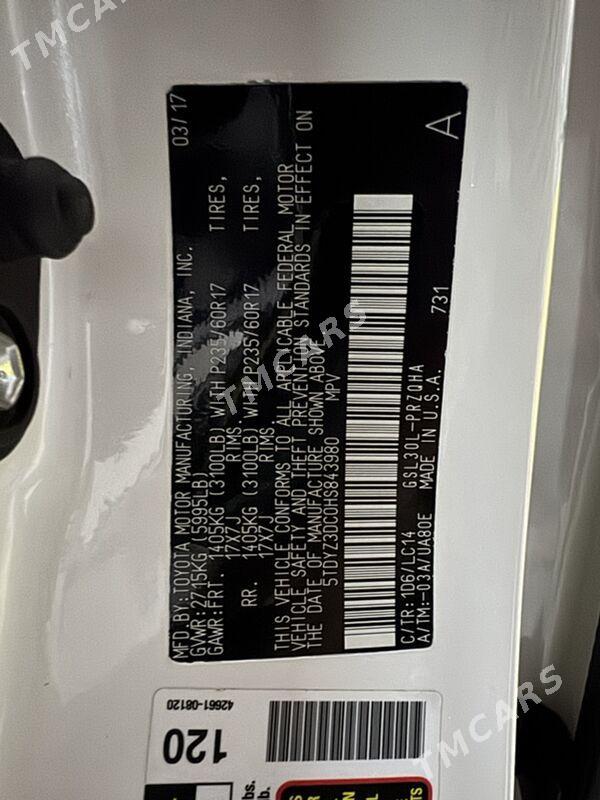 MFD.BY:TOYOTA MOTOR MANUFACTURING, INDIANA, INC. 03/17
GVWR:2715KG (5995LB)
GAWR:FRT. 1405KG (3100LB) WITH P235/60R17 TIRES,
17X7J RIMS.
RR. 1405KG (3100LB) WITH P235/60R17 TIRES,
17X7J RIMS.
THIS VEHICLE CONFORMS TO ALL APPLICABLE FEDERAL MOTOR
VEHICLE SAFETY AND THEFT PREVENTION STANDARDS IN EFFECT ON
THE DATE OF MANUFACTURE SHOWN ABOVE.
5TDYZ3DC0HS843980 MPV
C/TR:1D6/LC14 GSL30L-PRZQHA 731
A/TM:-03A/UA80E MADE IN U.S.A. A
42661-08120
120
bs.
b.
TMCARS
TMCARS
TMCARS
TMCARS